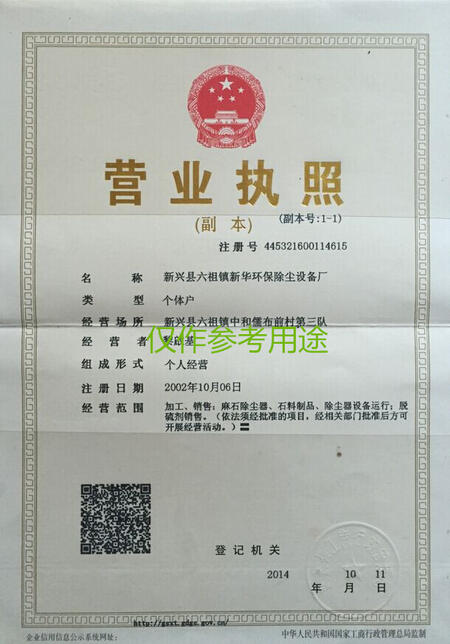 营业执照
(副 本)
(副本号:1-1)
注 册 号 445321600114615
名 称 新兴县六祖镇新华环保除尘设备厂
类 型 个体户
经 营 场 所 新兴县六祖镇中和儒布前村第三队
仅作参考用途
经 营 者 黎啟基
组 成 形 式 个人经营
注 册 日 期 2002年10月06日
经 营 范 围 加工、销售：麻石除尘器、石料制品、除尘器设备运行；脱
硫剂销售。（依法须经批准的项目，经相关部门批准后方可
开展经营活动。）〓
登 记 机 关
2014 10 11
年 月 日
http://gsxt.gdgs.gov.cn/
企业信用信息公示系统网址:
中华人民共和国国家工商行政管理总局监制